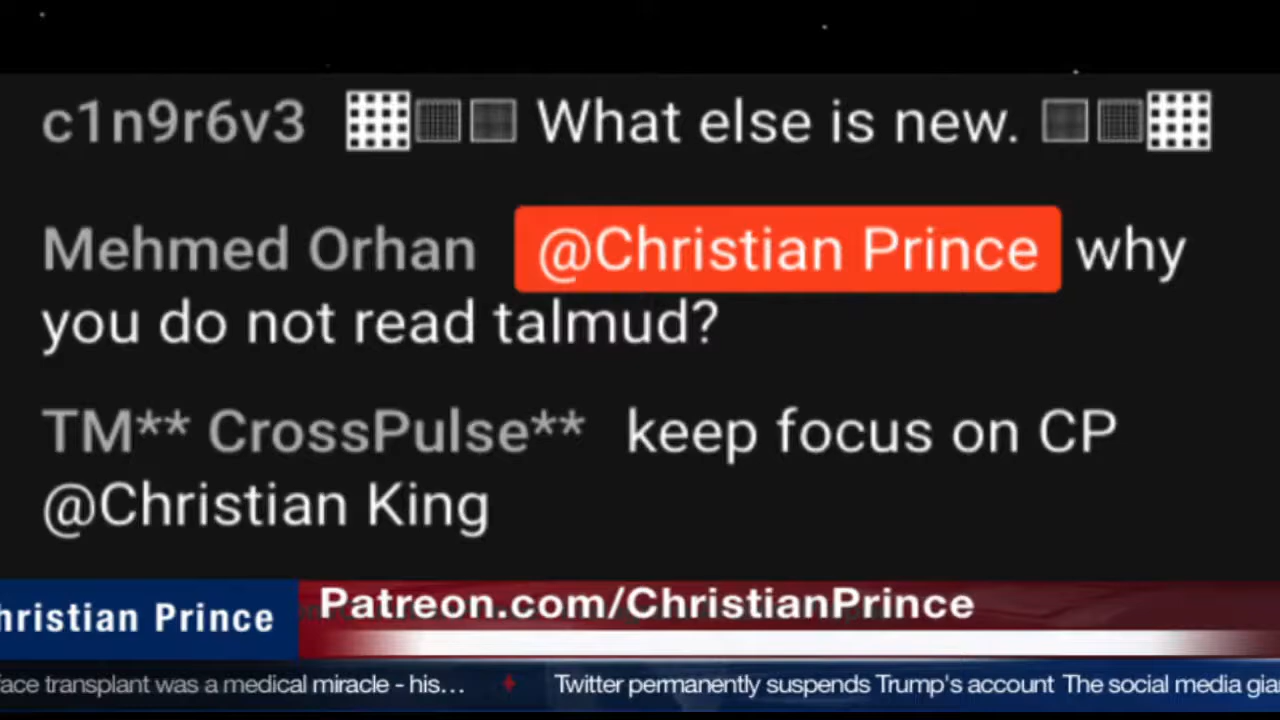 c1n9r6v3 ▦▦▦ What else is new. ▦▦▦
Mehmed Orhan @Christian Prince why
you do not read talmud?
TM** CrossPulse** keep focus on CP
@Christian King
hristian Prince
Patreon.com/ChristianPrince
face transplant was a medical miracle - his… Twitter permanently suspends Trump's account The social media gia